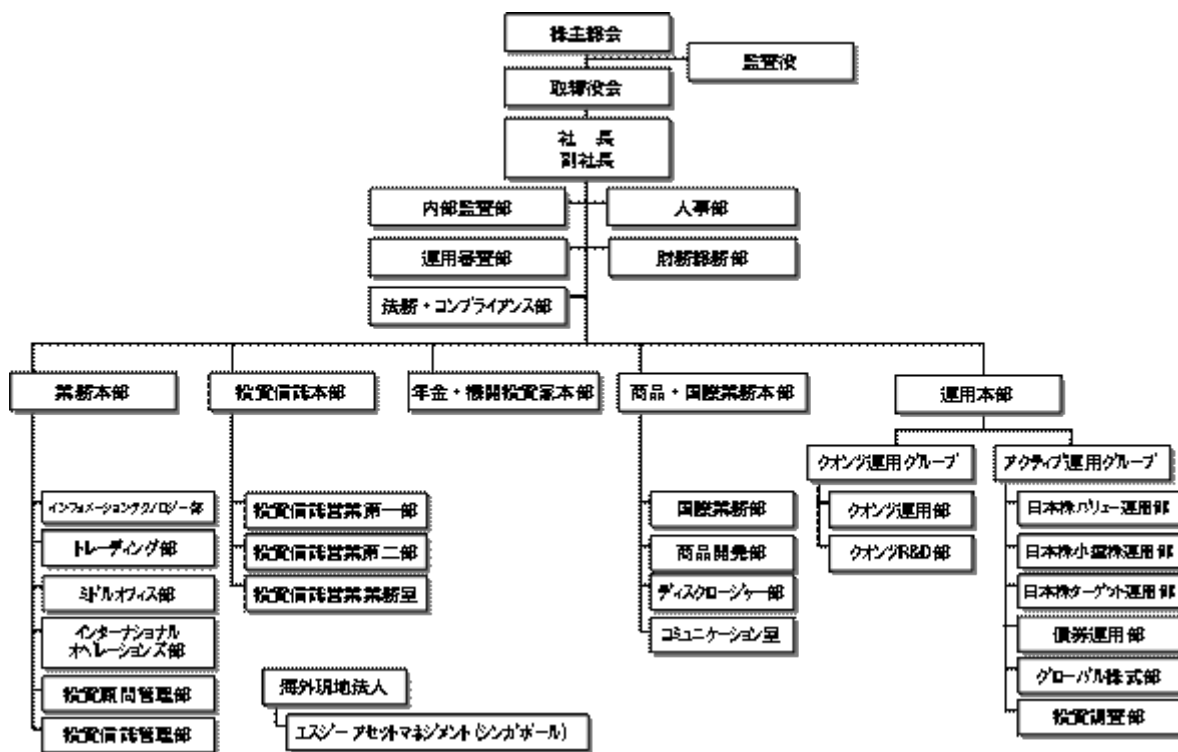 株主総会
監査役
取締役会
社 長
副社長
内部監査部
人事部
運用審査部
財務総務部
法務・コンプライアンス部
業務本部
投資信託本部
年金・機関投資家本部
商品・国際業務本部
運用本部
クオンツ運用グループ
アクティブ運用グループ
インフォメーションテクノロジー部
投資信託営業第一部
国際業務部
クオンツ運用部
日本株バリュー運用部
トレーディング部
投資信託営業第二部
商品開発部
クオンツR&D部
日本株小型株運用部
ミドルオフィス部
投資信託営業業務室
ディスクロージャー部
日本株ターゲット運用部
インターナショナル
オペレーションズ部
コミュニケーション室
債券運用部
投資顧問管理部
海外現地法人
グローバル株式部
投資信託管理部
エスジー アセットマネジメント (シンガポール)
投資調査部